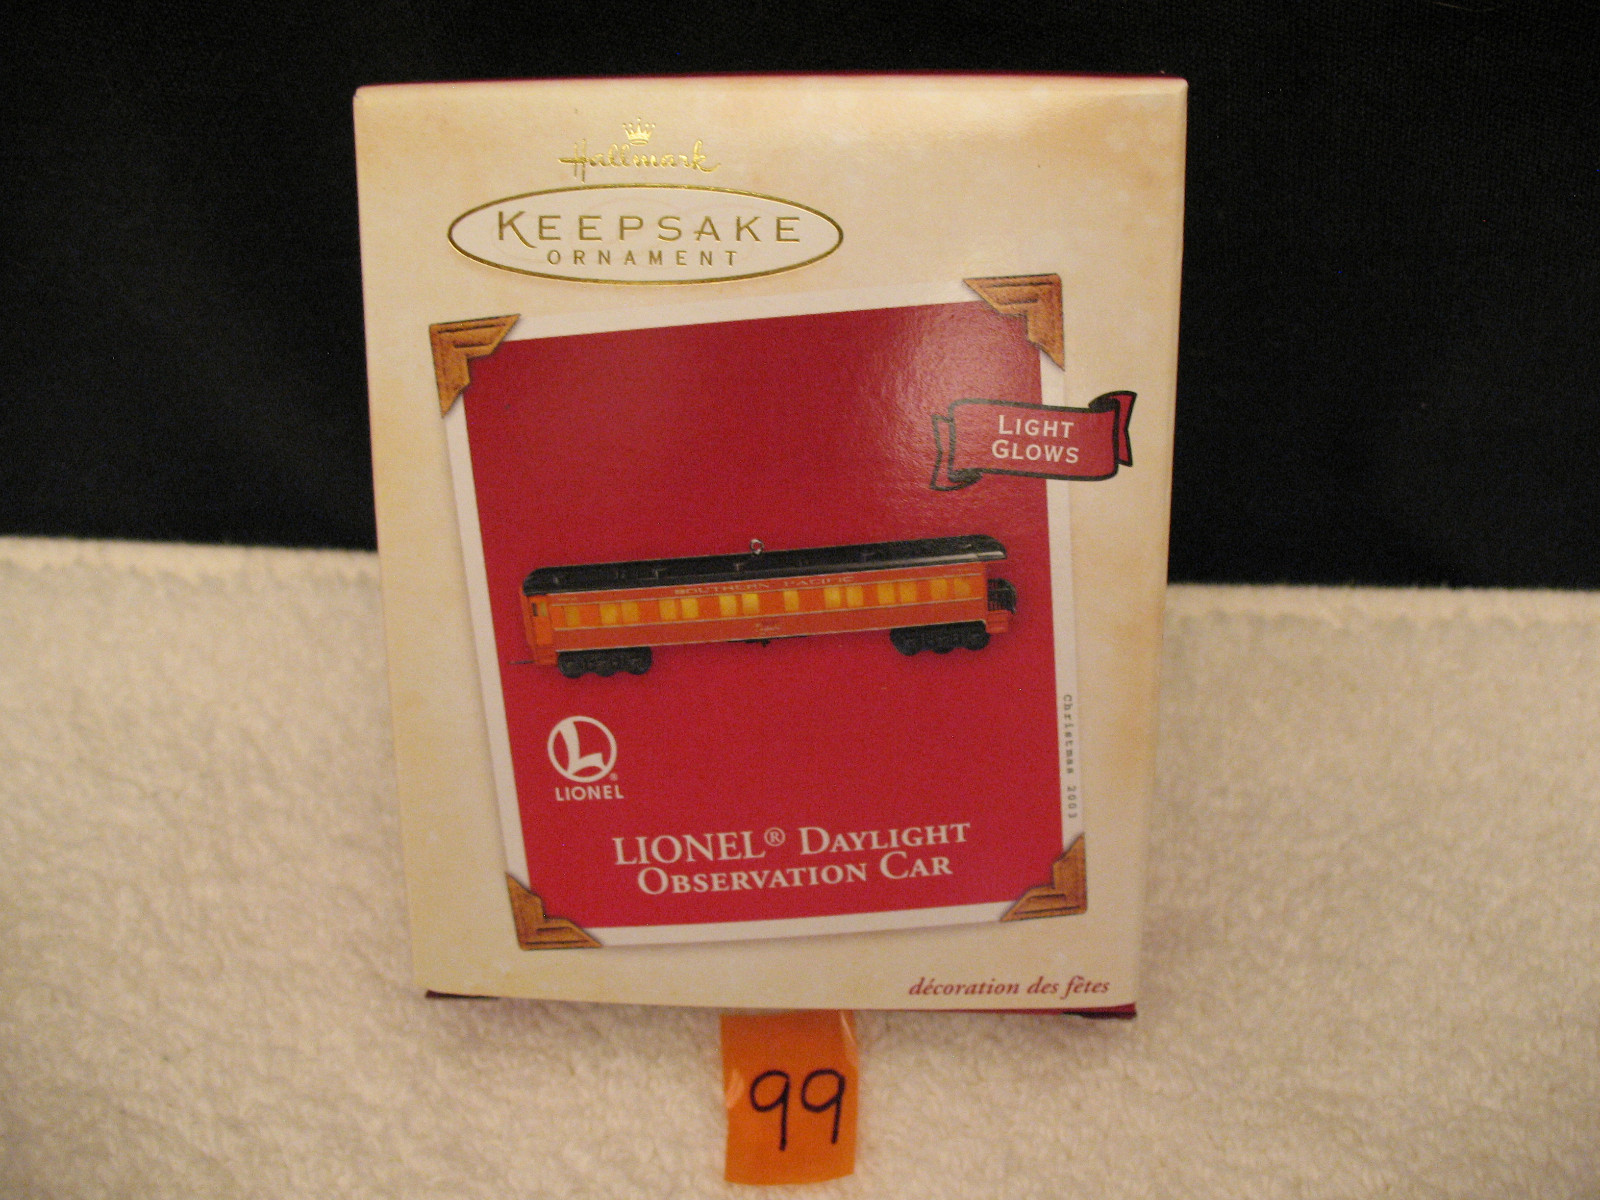 Hallmark
KEEPSAKE
ORNAMENT
LIGHT
GLOWS
SOUTHERN PACIFIC
Christmas 2003
L
®
LIONEL
LIONEL® DAYLIGHT
OBSERVATION CAR
décoration des fêtes
99